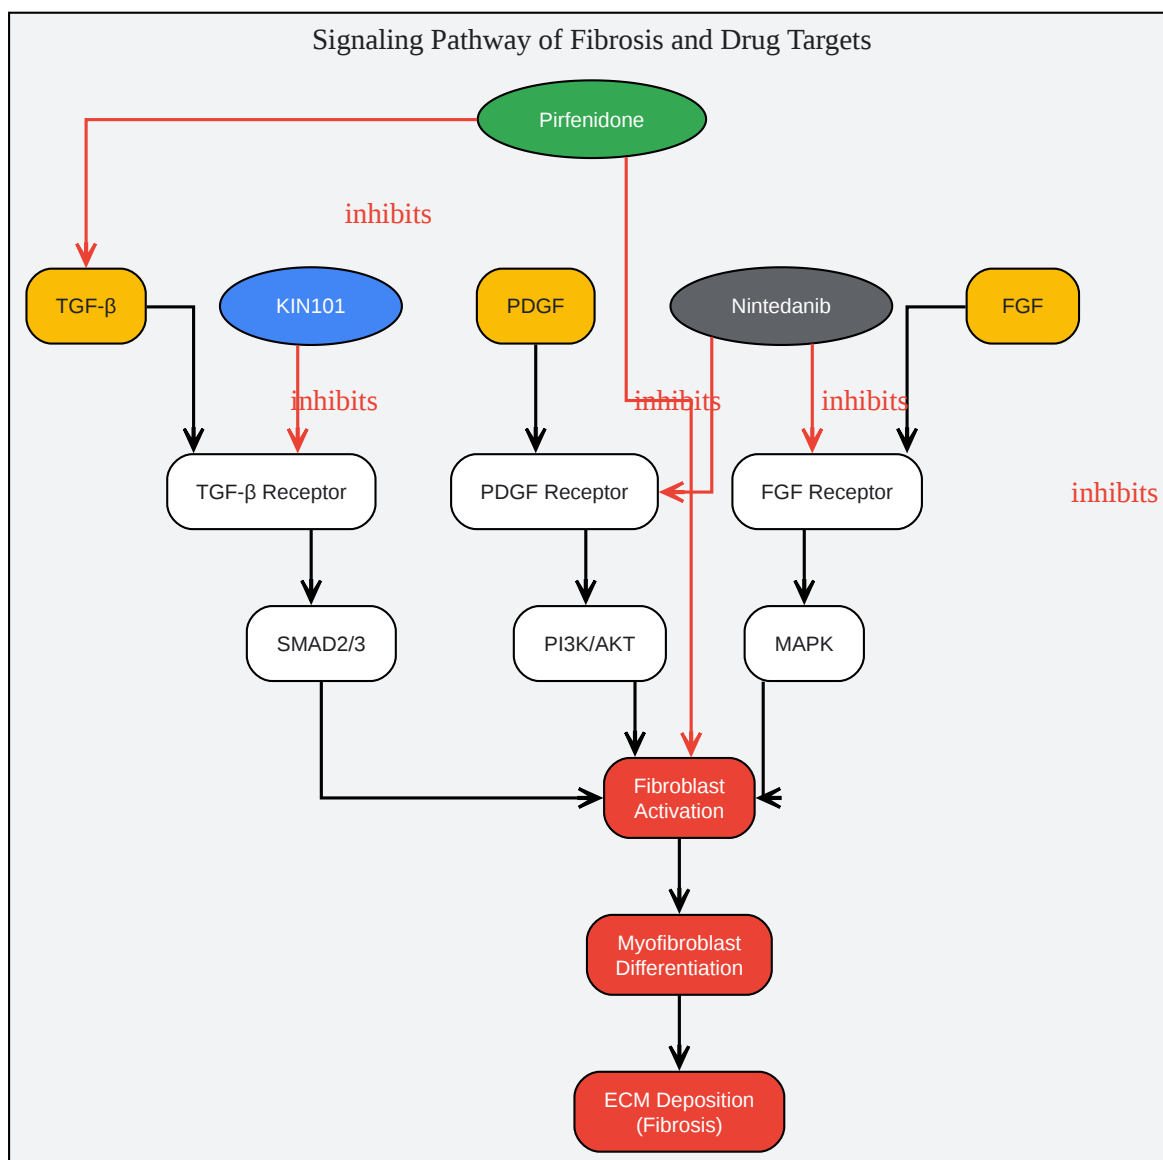 Signaling Pathway of Fibrosis and Drug Targets
Pirfenidone
inhibits
TGF-β
KIN101
PDGF
Nintedanib
FGF
inhibits
inhibits
inhibits
TGF-β Receptor
PDGF Receptor
FGF Receptor
inhibits
SMAD2/3
PI3K/AKT
MAPK
Fibroblast
Activation
Myofibroblast
Differentiation
ECM Deposition
(Fibrosis)